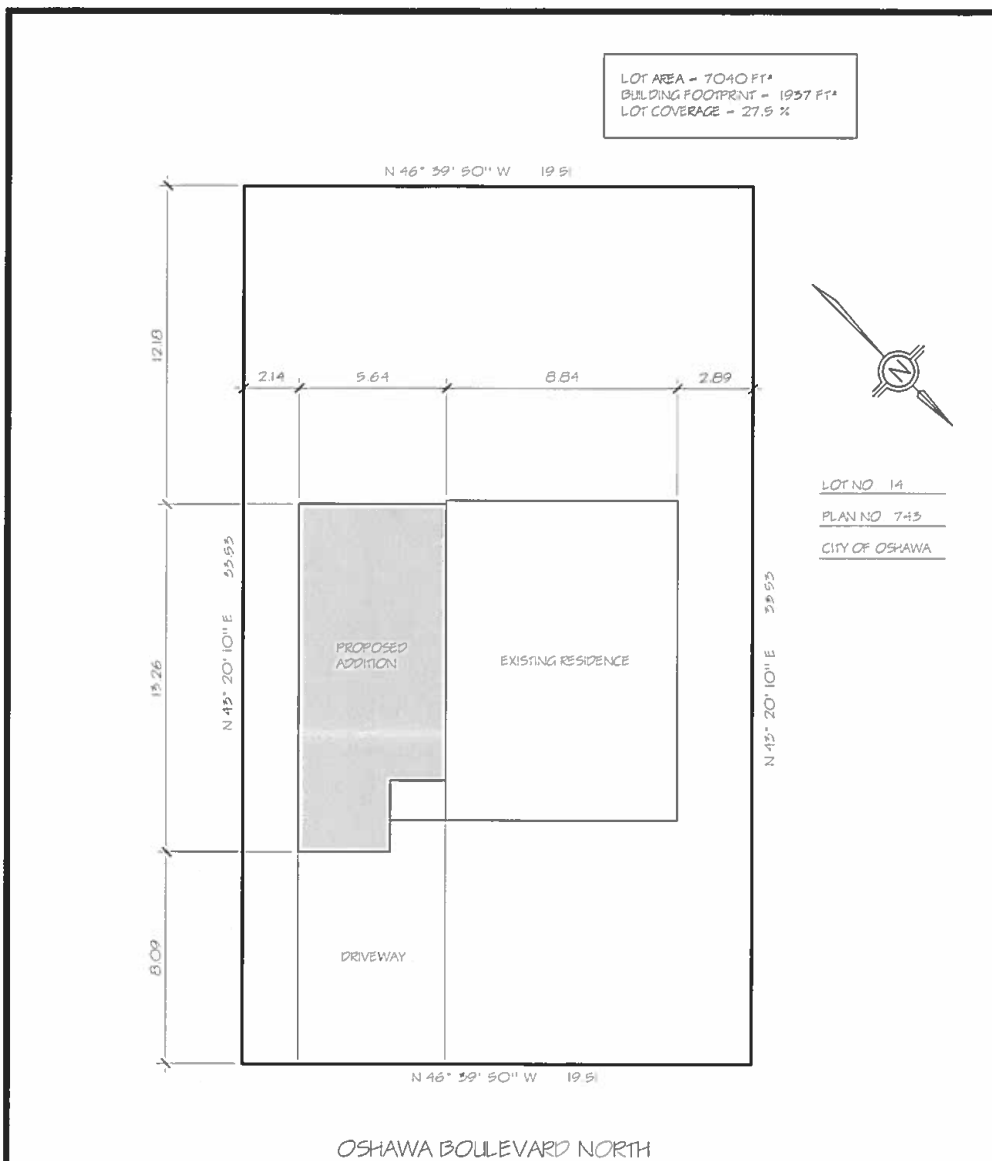 LOT AREA - 7040 FT²
BUILDING FOOTPRINT - 1937 FT²
LOT COVERAGE - 27.5 %
N 46° 39' 50" W 19.51
12.18
2.14 5.64 8.84 2.89
N
LOT NO 14
PLAN NO 743
CITY OF OSHAWA
N 43° 20' 10" E 33.53
N 43° 20' 10" E 33.53
13.26
PROPOSED
ADDITION
EXISTING RESIDENCE
8.09
DRIVEWAY
N 46° 39' 50" W 19.51
OSHAWA BOULEVARD NORTH